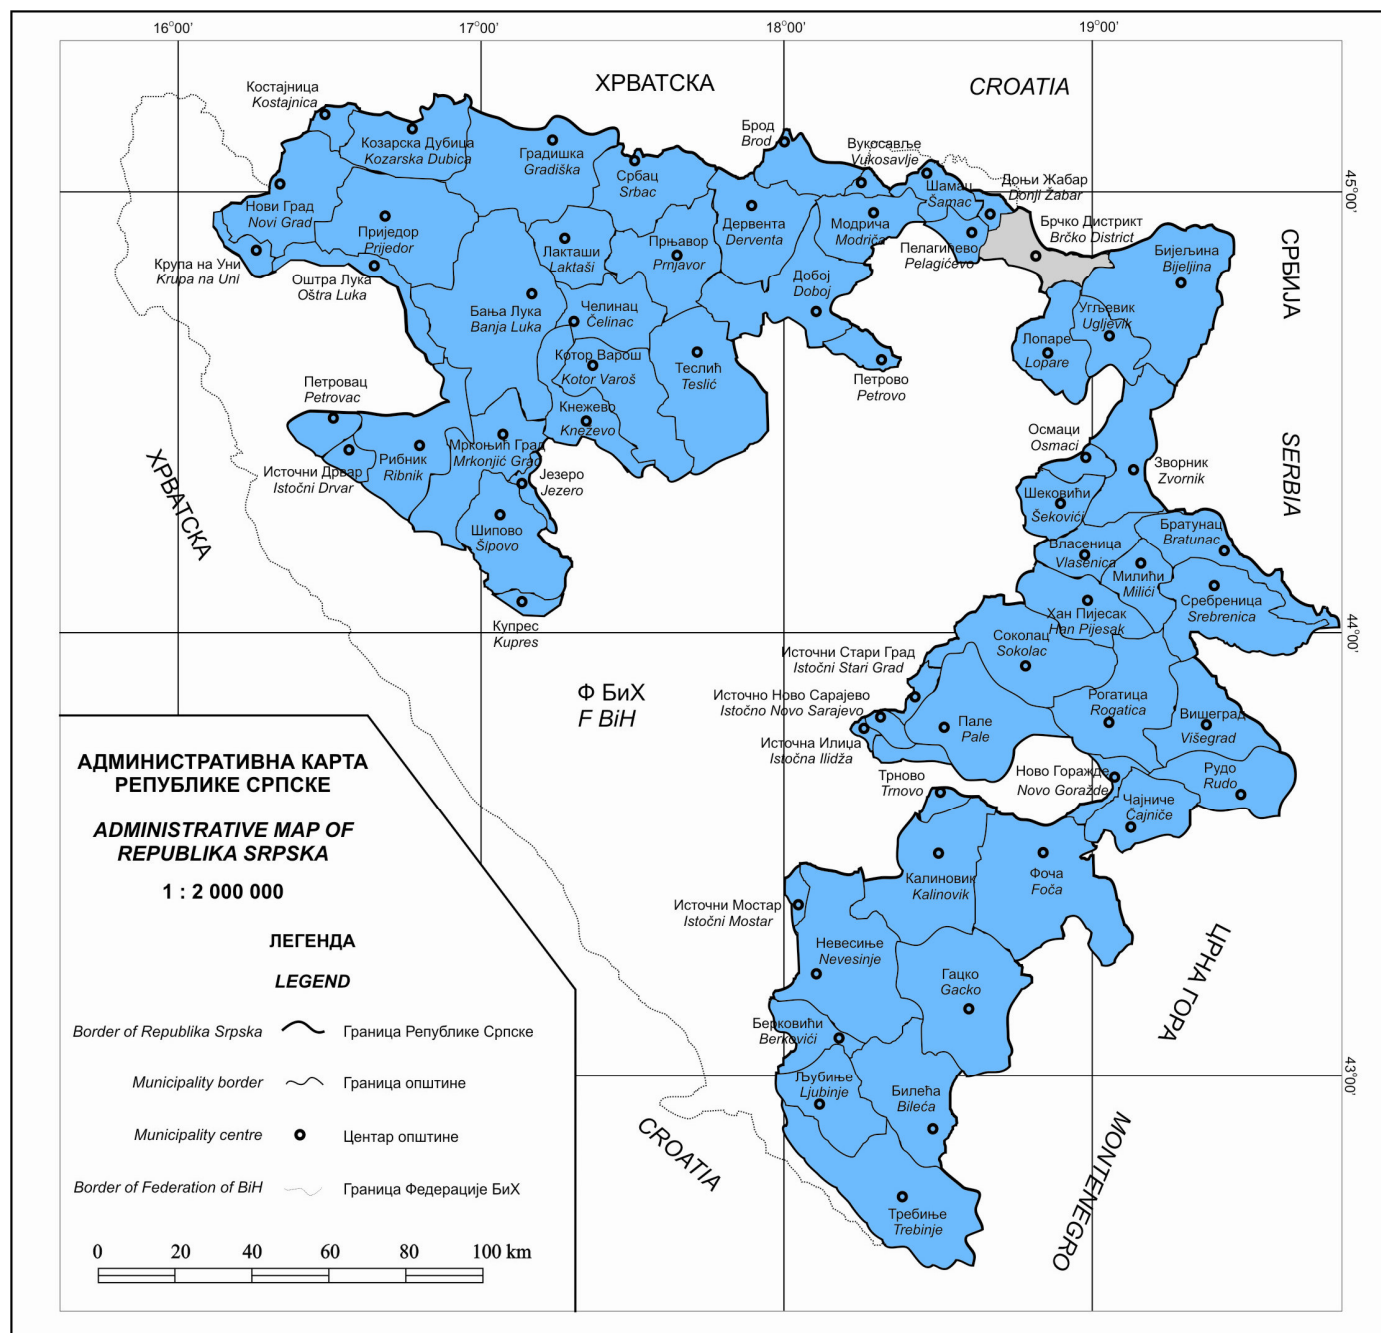 16°00'
17°00'
18°00'
19°00'
ХРВАТСКА
CROATIA
Костајница
Kostajnica
Козарска Дубица
Kozarska Dubica
Градишка
Gradiška
Србац
Srbac
Брод
Brod
Вукосавље
Vukosavlje
Шамац
Šamac
Доњи Жабар
Donji Žabar
45°00'
Нови Град
Novi Grad
Приједор
Prijedor
Лакташи
Laktaši
Прњавор
Prnjavor
Дервента
Derventa
Модрича
Modriča
Пелагићево
Pelagićevo
Брчко Дистрикт
Brčko District
Бијељина
Bijeljina
СРБИЈА
Крупа на Уни
Krupa na Uni
Оштра Лука
Oštra Luka
Бања Лука
Banja Luka
Челинац
Čelinac
Добој
Doboj
Угљевик
Ugljevik
Лопаре
Lopare
Котор Варош
Kotor Varoš
Теслић
Teslić
Петрово
Petrovo
Петровац
Petrovac
Кнежево
Knezevo
Источни Дрвар
Istočni Drvar
Рибник
Ribnik
Мркоњић Град
Mrkonjić Grad
Језеро
Jezero
Осмаци
Osmaci
Зворник
Zvornik
SERBIA
ХРВАТСКА
Шипово
Šipovo
Шековићи
Šekovići
Братунац
Bratunac
Власеница
Vlasenica
Милићи
Milići
Сребреница
Srebrenica
Купрес
Kupres
Хан Пијесак
Han Pijesak
44°00'
Соколац
Sokolac
Источни Стари Град
Istočni Stari Grad
Ф БиХ
F BiH
Источно Ново Сарајево
Istočno Novo Sarajevo
Источна Илиџа
Istočna Ilidža
Пале
Pale
Рогатица
Rogatica
Вишеград
Višegrad
Трново
Trnovo
Ново Горажде
Novo Goražde
Рудо
Rudo
Чајниче
Čajniče
Калиновик
Kalinovik
Фоча
Foča
Источни Мостар
Istočni Mostar
Невесиње
Nevesinje
Гацко
Gacko
ЦРНА ГОРА
Берковићи
Berkovići
43°00'
Љубиње
Ljubinje
Билећа
Bileća
CROATIA
MONTENEGRO
Требиње
Trebinje
АДМИНИСТРАТИВНА КАРТА
РЕПУБЛИКЕ СРПСКЕ
ADMINISTRATIVE MAP OF
REPUBLIKA SRPSKA
1 : 2 000 000
ЛЕГЕНДА
LEGEND
Border of Republika Srpska Граница Републике Српске
Municipality border Граница општине
Municipality centre Центар општине
Border of Federation of BiH Граница Федерације БиХ
0 20 40 60 80 100 km